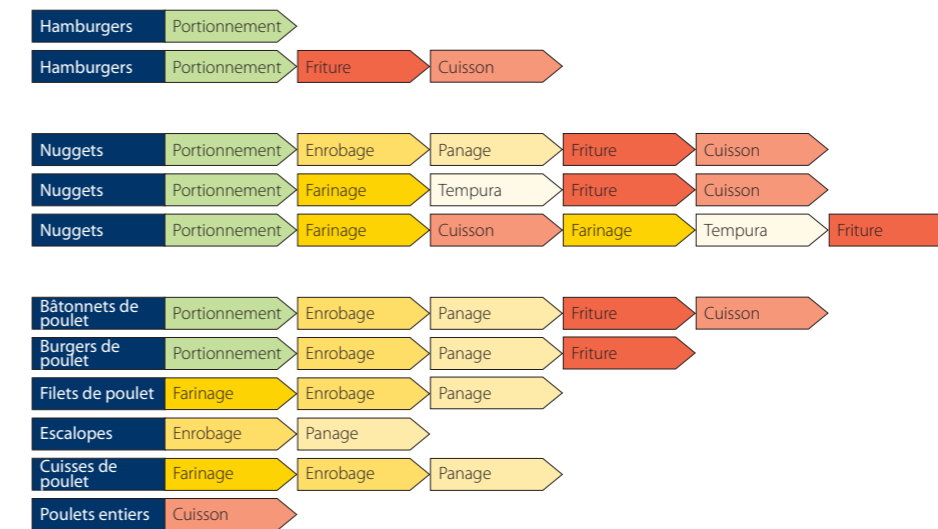 Hamburgers Portionnement
Hamburgers Portionnement Friture Cuisson
Nuggets Portionnement Enrobage Panage Friture Cuisson
Nuggets Portionnement Farinage Tempura Friture Cuisson
Nuggets Portionnement Farinage Cuisson Farinage Tempura Friture
Bâtonnets de
poulet Portionnement Enrobage Panage Friture Cuisson
Burgers de
poulet Portionnement Enrobage Panage Friture
Filets de poulet Farinage Enrobage Panage
Escalopes Enrobage Panage
Cuisses de
poulet Farinage Enrobage Panage
Poulets entiers Cuisson